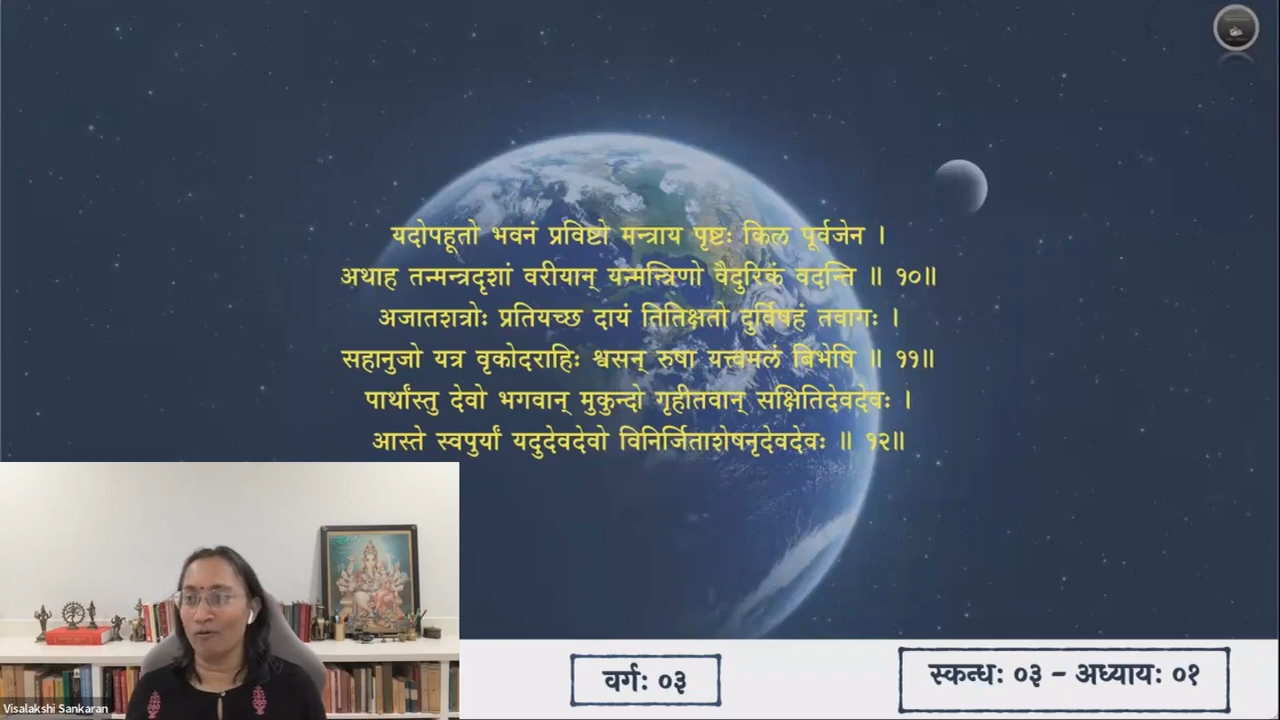 यदोपहूतो भवनं प्रविष्टो मन्त्राय पृष्टः किल पूर्वजेन ।
अथाह तन्मन्त्रदृशां वरीयान् यन्मन्त्रिणो वैदुरिकं वदन्ति ॥ १०॥
अजातशत्रोः प्रतियच्छ दायं तितिक्षतो दुर्विषहं तवागः ।
सहानुजो यत्र वृकोदराहिः श्वसन् रुषा यत्त्वमलं बिभेषि ॥ ११॥
पार्थांस्तु देवो भगवान् मुकुन्दो गृहीतवान् सक्षितिदेवदेवः ।
आस्ते स्वपुर्यां यदुदेवदेवो विनिर्जिताशेषनृदेवदेवः ॥ १२॥
वर्गः ०३
स्कन्धः ०३ - अध्यायः ०१
Visalakshi Sankaran